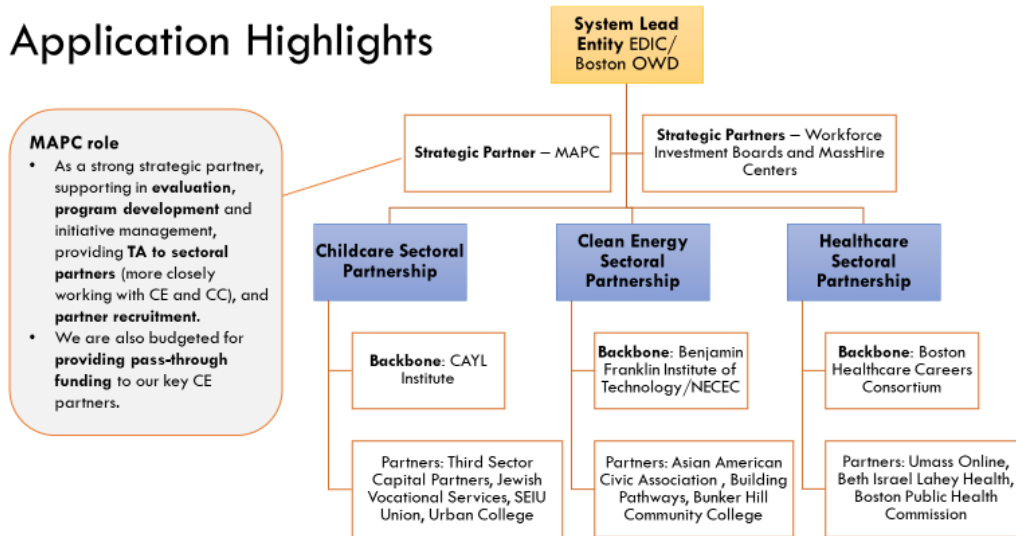 Application Highlights
System Lead
Entity EDIC/
Boston OWD
MAPC role
• As a strong strategic partner,
supporting in evaluation,
program development and
initiative management,
providing TA to sectoral
partners (more closely
working with CE and CC), and
partner recruitment.
• We are also budgeted for
providing pass-through
funding to our key CE
partners.
Strategic Partner – MAPC
Strategic Partners – Workforce
Investment Boards and MassHire
Centers
Childcare Sectoral
Partnership
Backbone: CAYL
Institute
Partners: Third Sector
Capital Partners, Jewish
Vocational Services, SEIU
Union, Urban College
Clean Energy
Sectoral
Partnership
Backbone: Benjamin
Franklin Institute of
Technology/NECEC
Partners: Asian American
Civic Association , Building
Pathways, Bunker Hill
Community College
Healthcare
Sectoral
Partnership
Backbone: Boston
Healthcare Careers
Consortium
Partners: Umass Online,
Beth Israel Lahey Health,
Boston Public Health
Commission